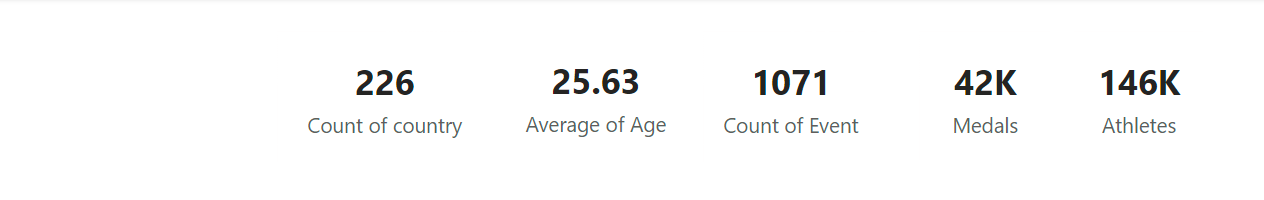 226 25.63 1071 42K 146K
Count of country Average of Age Count of Event Medals Athletes